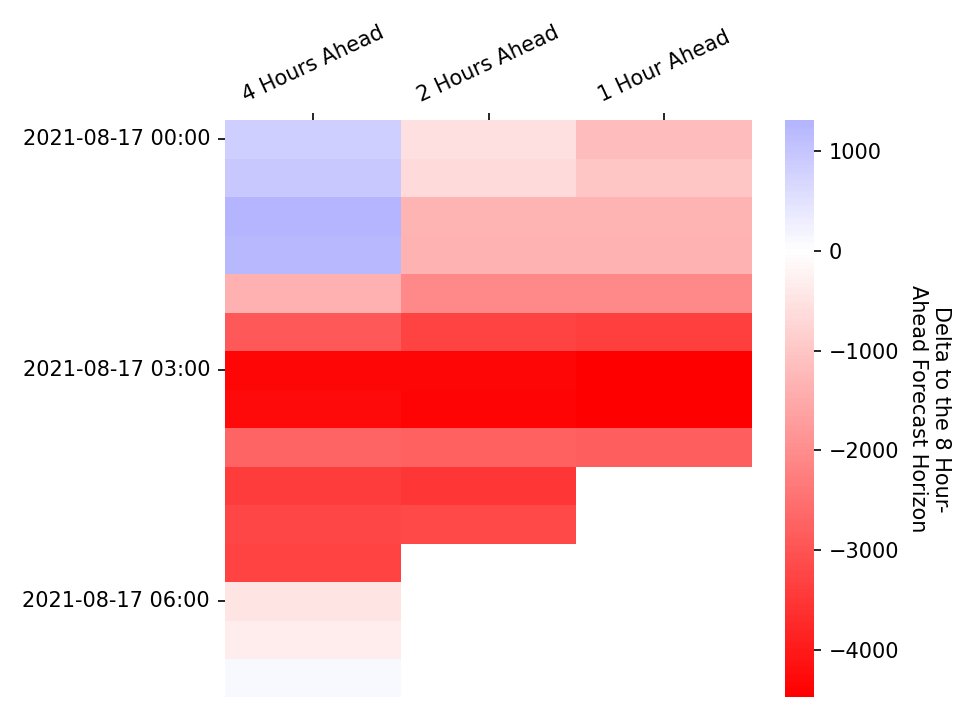 4 Hours Ahead
2 Hours Ahead
1 Hour Ahead
2021-08-17 00:00
2021-08-17 03:00
2021-08-17 06:00
1000
0
−1000
−2000
−3000
−4000
Delta to the 8 Hour-
Ahead Forecast Horizon